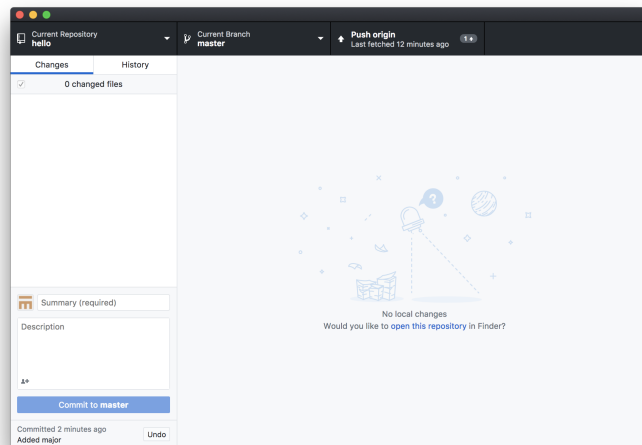 Current Repository
hello
Current Branch
master
Push origin
Last fetched 12 minutes ago
1
Changes
History
0 changed files
?
No local changes
Would you like to open this repository in Finder?
Summary (required)
Description
Commit to master
Committed 2 minutes ago
Added major
Undo